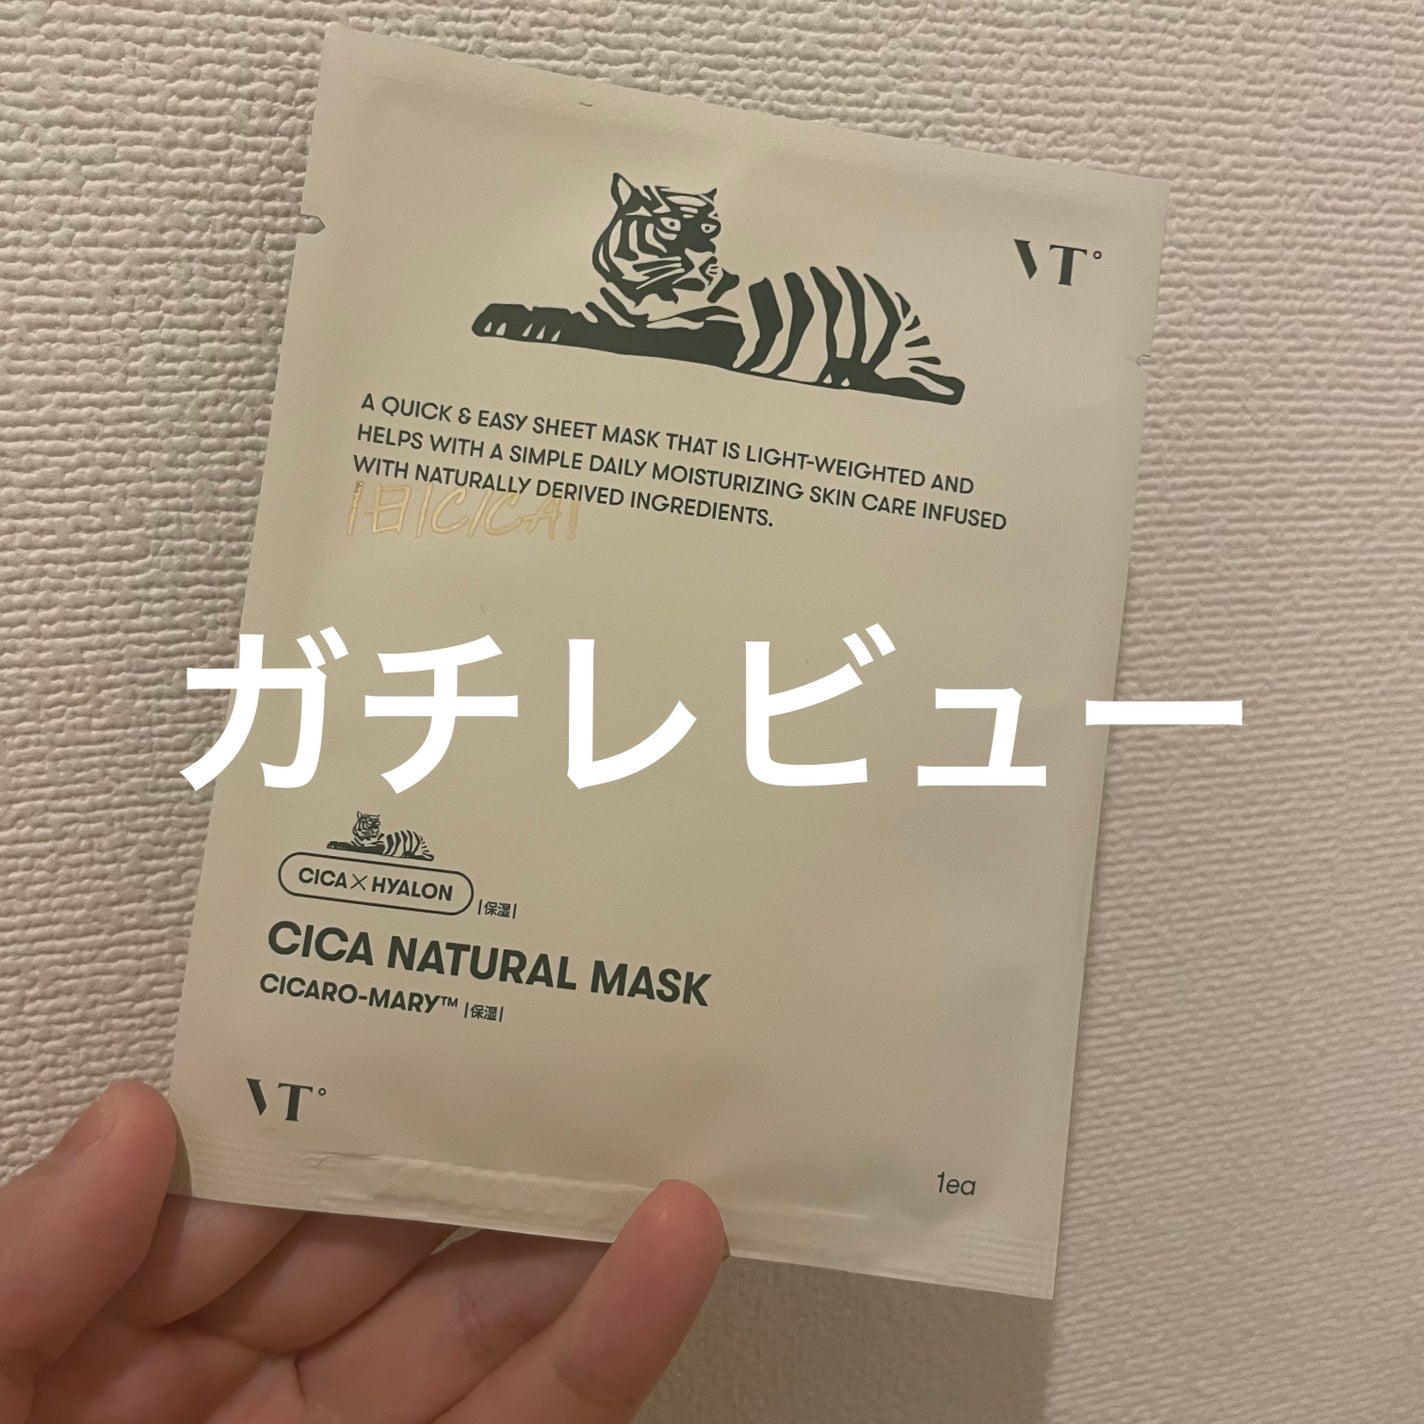 VT°
A QUICK & EASY SHEET MASK THAT IS LIGHT-WEIGHTED AND
HELPS WITH A SIMPLE DAILY MOISTURIZING SKIN CARE INFUSED
WITH NATURALLY DERIVED INGREDIENTS.
|日|CICA|
ガチレビュー
CICA×HYALON |保湿|
CICA NATURAL MASK
CICARO-MARY™ |保湿|
VT°
1ea